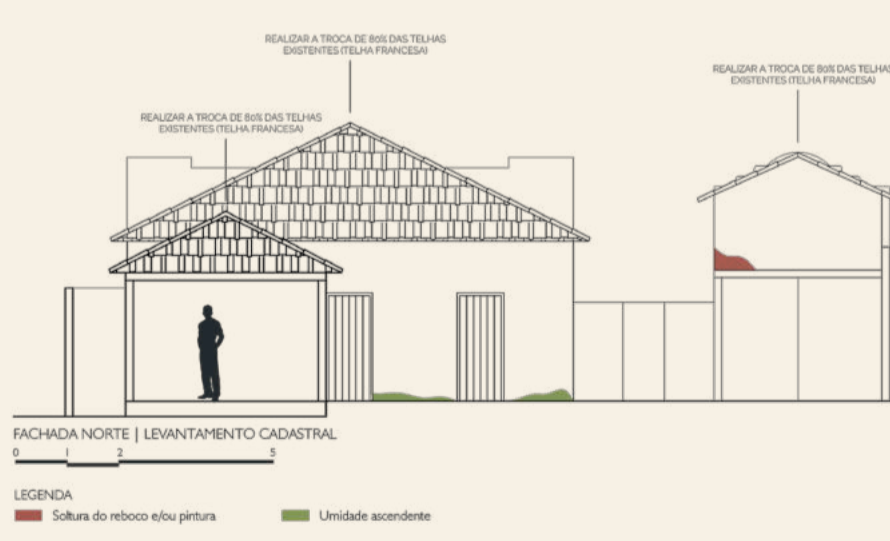 REALIZAR A TROCA DE 80% DAS TELHAS
EXISTENTES (TELHA FRANCESA)
REALIZAR A TROCA DE 80% DAS TELHAS
EXISTENTES (TELHA FRANCESA)
REALIZAR A TROCA DE 80% DAS TELHAS
EXISTENTES (TELHA FRANCESA)
FACHADA NORTE | LEVANTAMENTO CADASTRAL
0 1 2 5
LEGENDA
Soltura do reboco e/ou pintura
Umidade ascendente